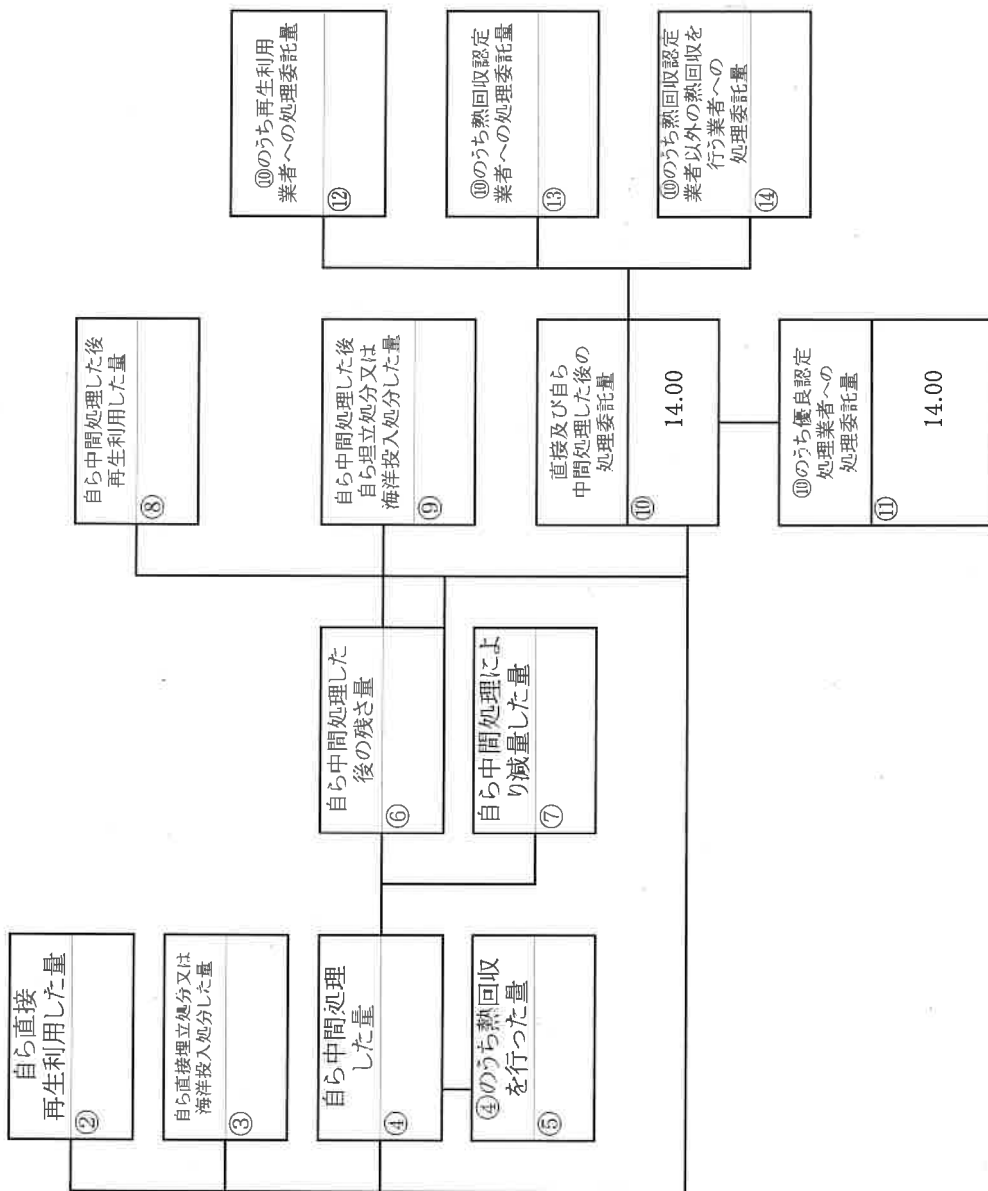 自ら直接
再生利用した量
②
自ら直接埋立処分又は
海洋投入処分した量
③
自ら中間処理
した量
④
④のうち熱回収
を行った量
⑤
自ら中間処理した
後の残さ量
⑥
自ら中間処理によ
り減量した量
⑦
自ら中間処理した後
再生利用した量
⑧
自ら中間処理した後
自ら埋立処分又は
海洋投入処分した量
⑨
直接及び自ら
中間処理した後の
処理委託量
⑩
14.00
⑩のうち優良認定
処理業者への
処理委託量
⑪
14.00
⑩のうち再生利用
業者への処理委託量
⑫
⑩のうち熱回収認定
業者への処理委託量
⑬
⑩のうち熱回収認定
業者以外の熱回収を
行う業者への
処理委託量
⑭